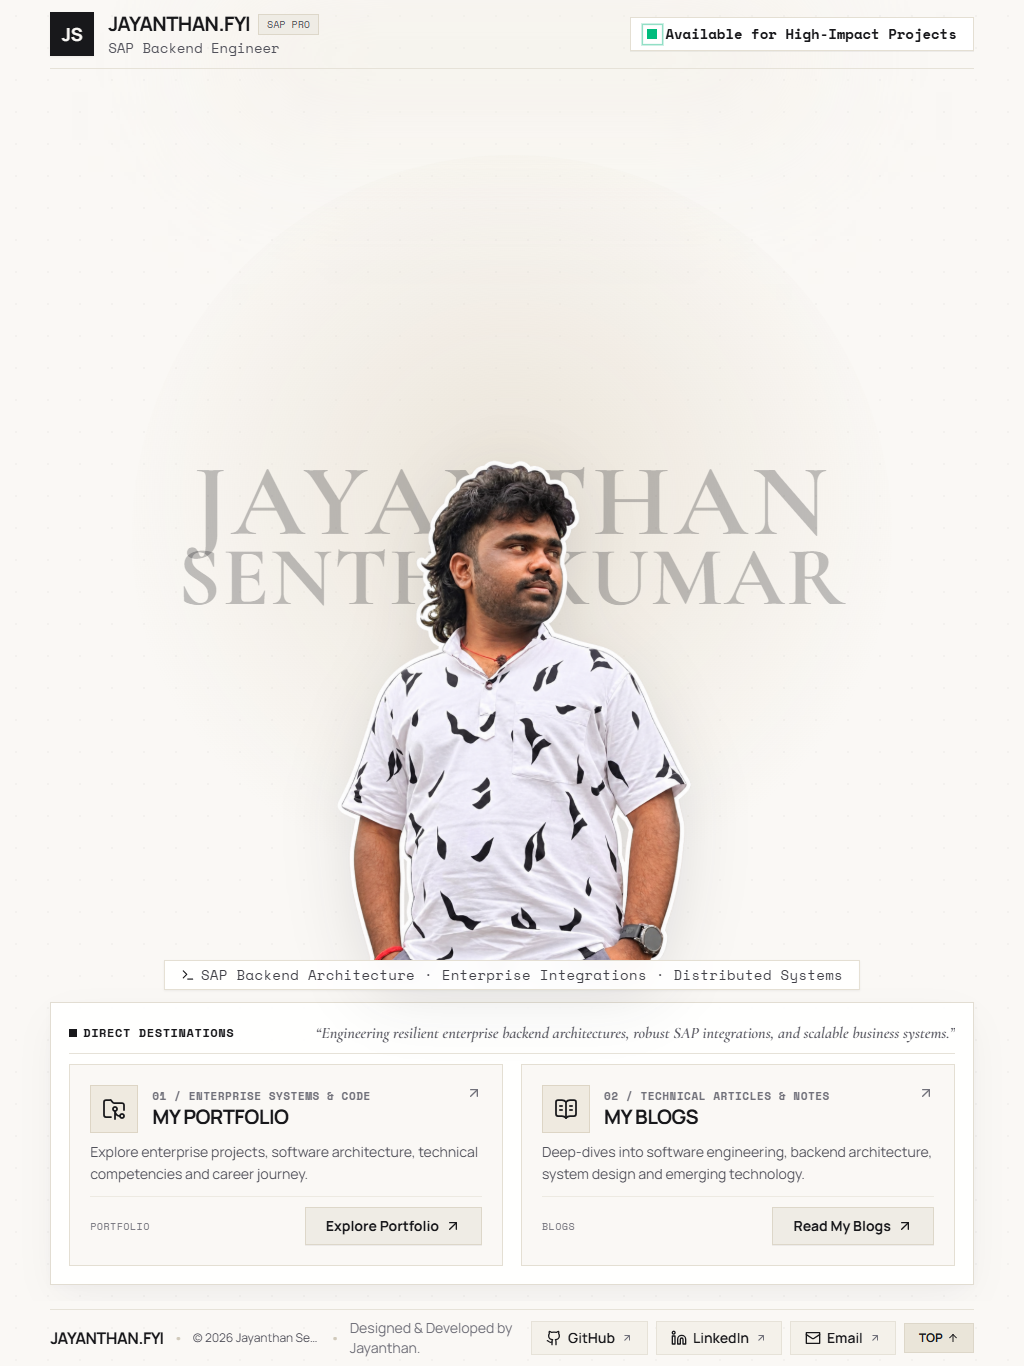 JS
JAYANTHAN.FYI
SAP PRO
SAP Backend Engineer
Available for High-Impact Projects
JAYANTHAN
SENTH KUMAR
SAP Backend Architecture · Enterprise Integrations · Distributed Systems
DIRECT DESTINATIONS
“Engineering resilient enterprise backend architectures, robust SAP integrations, and scalable business systems.”
01 / ENTERPRISE SYSTEMS & CODE
MY PORTFOLIO
Explore enterprise projects, software architecture, technical
competencies and career journey.
PORTFOLIO
Explore Portfolio
02 / TECHNICAL ARTICLES & NOTES
MY BLOGS
Deep-dives into software engineering, backend architecture,
system design and emerging technology.
BLOGS
Read My Blogs
JAYANTHAN.FYI
© 2026 Jayanthan Se...
Designed & Developed by
Jayanthan.
GitHub
LinkedIn
Email
TOP ↑